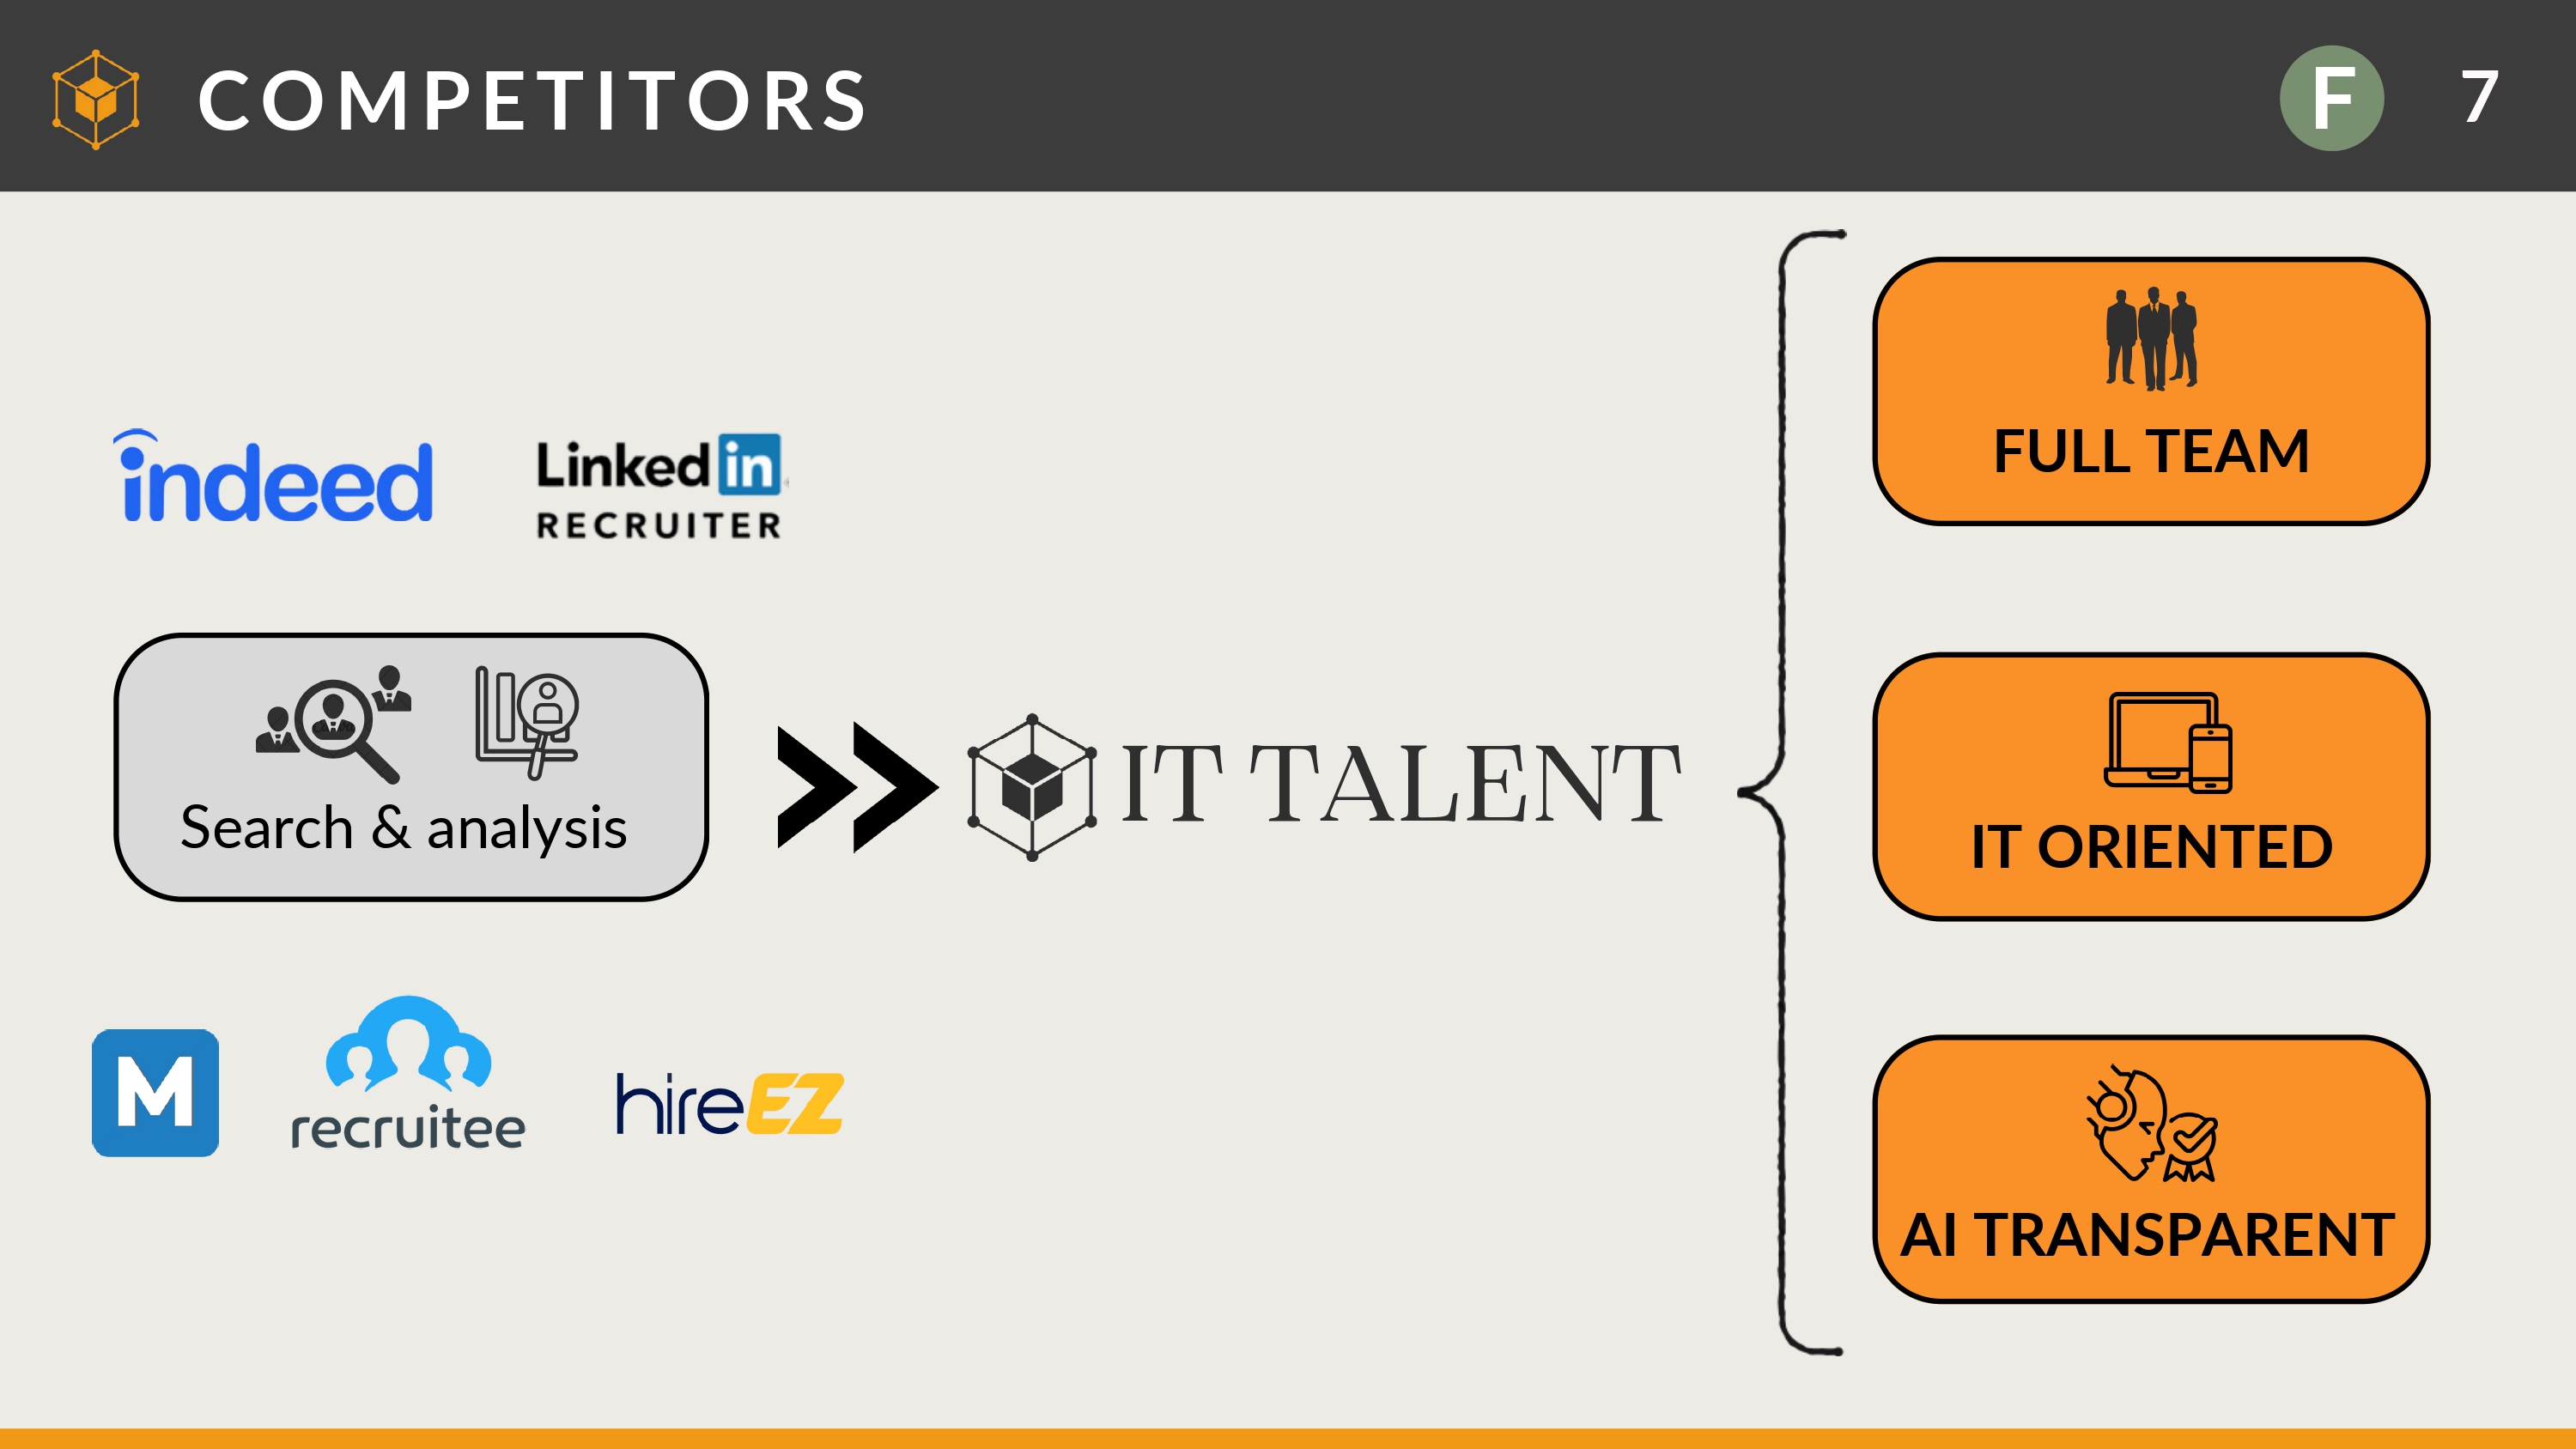 COMPETITORS
F
7
indeed
Linked in
RECRUITER
Search & analysis
M
recruitee
hireEZ
IT TALENT
FULL TEAM
IT ORIENTED
AI TRANSPARENT